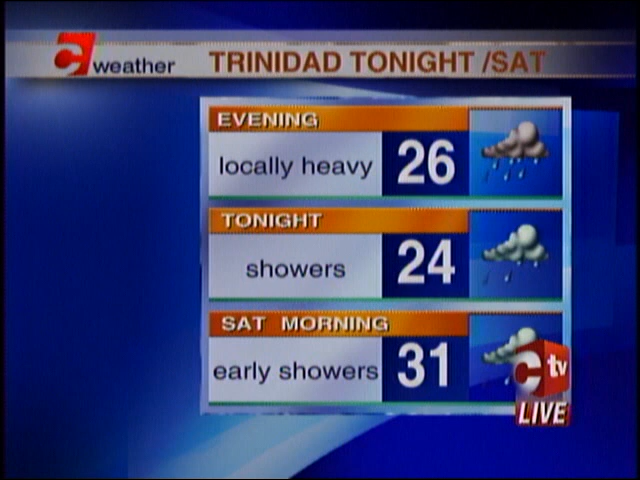 C weather
TRINIDAD TONIGHT /SAT
EVENING
locally heavy
26
TONIGHT
showers
24
SAT MORNING
early showers
31
C tv
LIVE